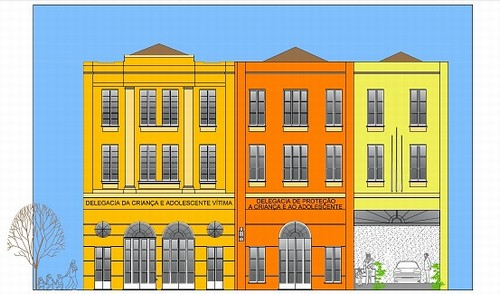 DELEGACIA DA CRIANÇA E ADOLESCENTE VÍTIMA
DELEGACIA DE PROTEÇÃO
A CRIANÇA E AO ADOLESCENTE